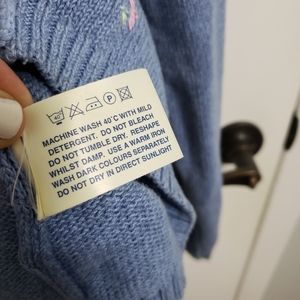 40
MACHINE WASH 40°C WITH MILD
DETERGENT. DO NOT BLEACH
DO NOT TUMBLE DRY. RESHAPE
WHILST DAMP. USE A WARM IRON
WASH DARK COLOURS SEPARATELY
DO NOT DRY IN DIRECT SUNLIGHT